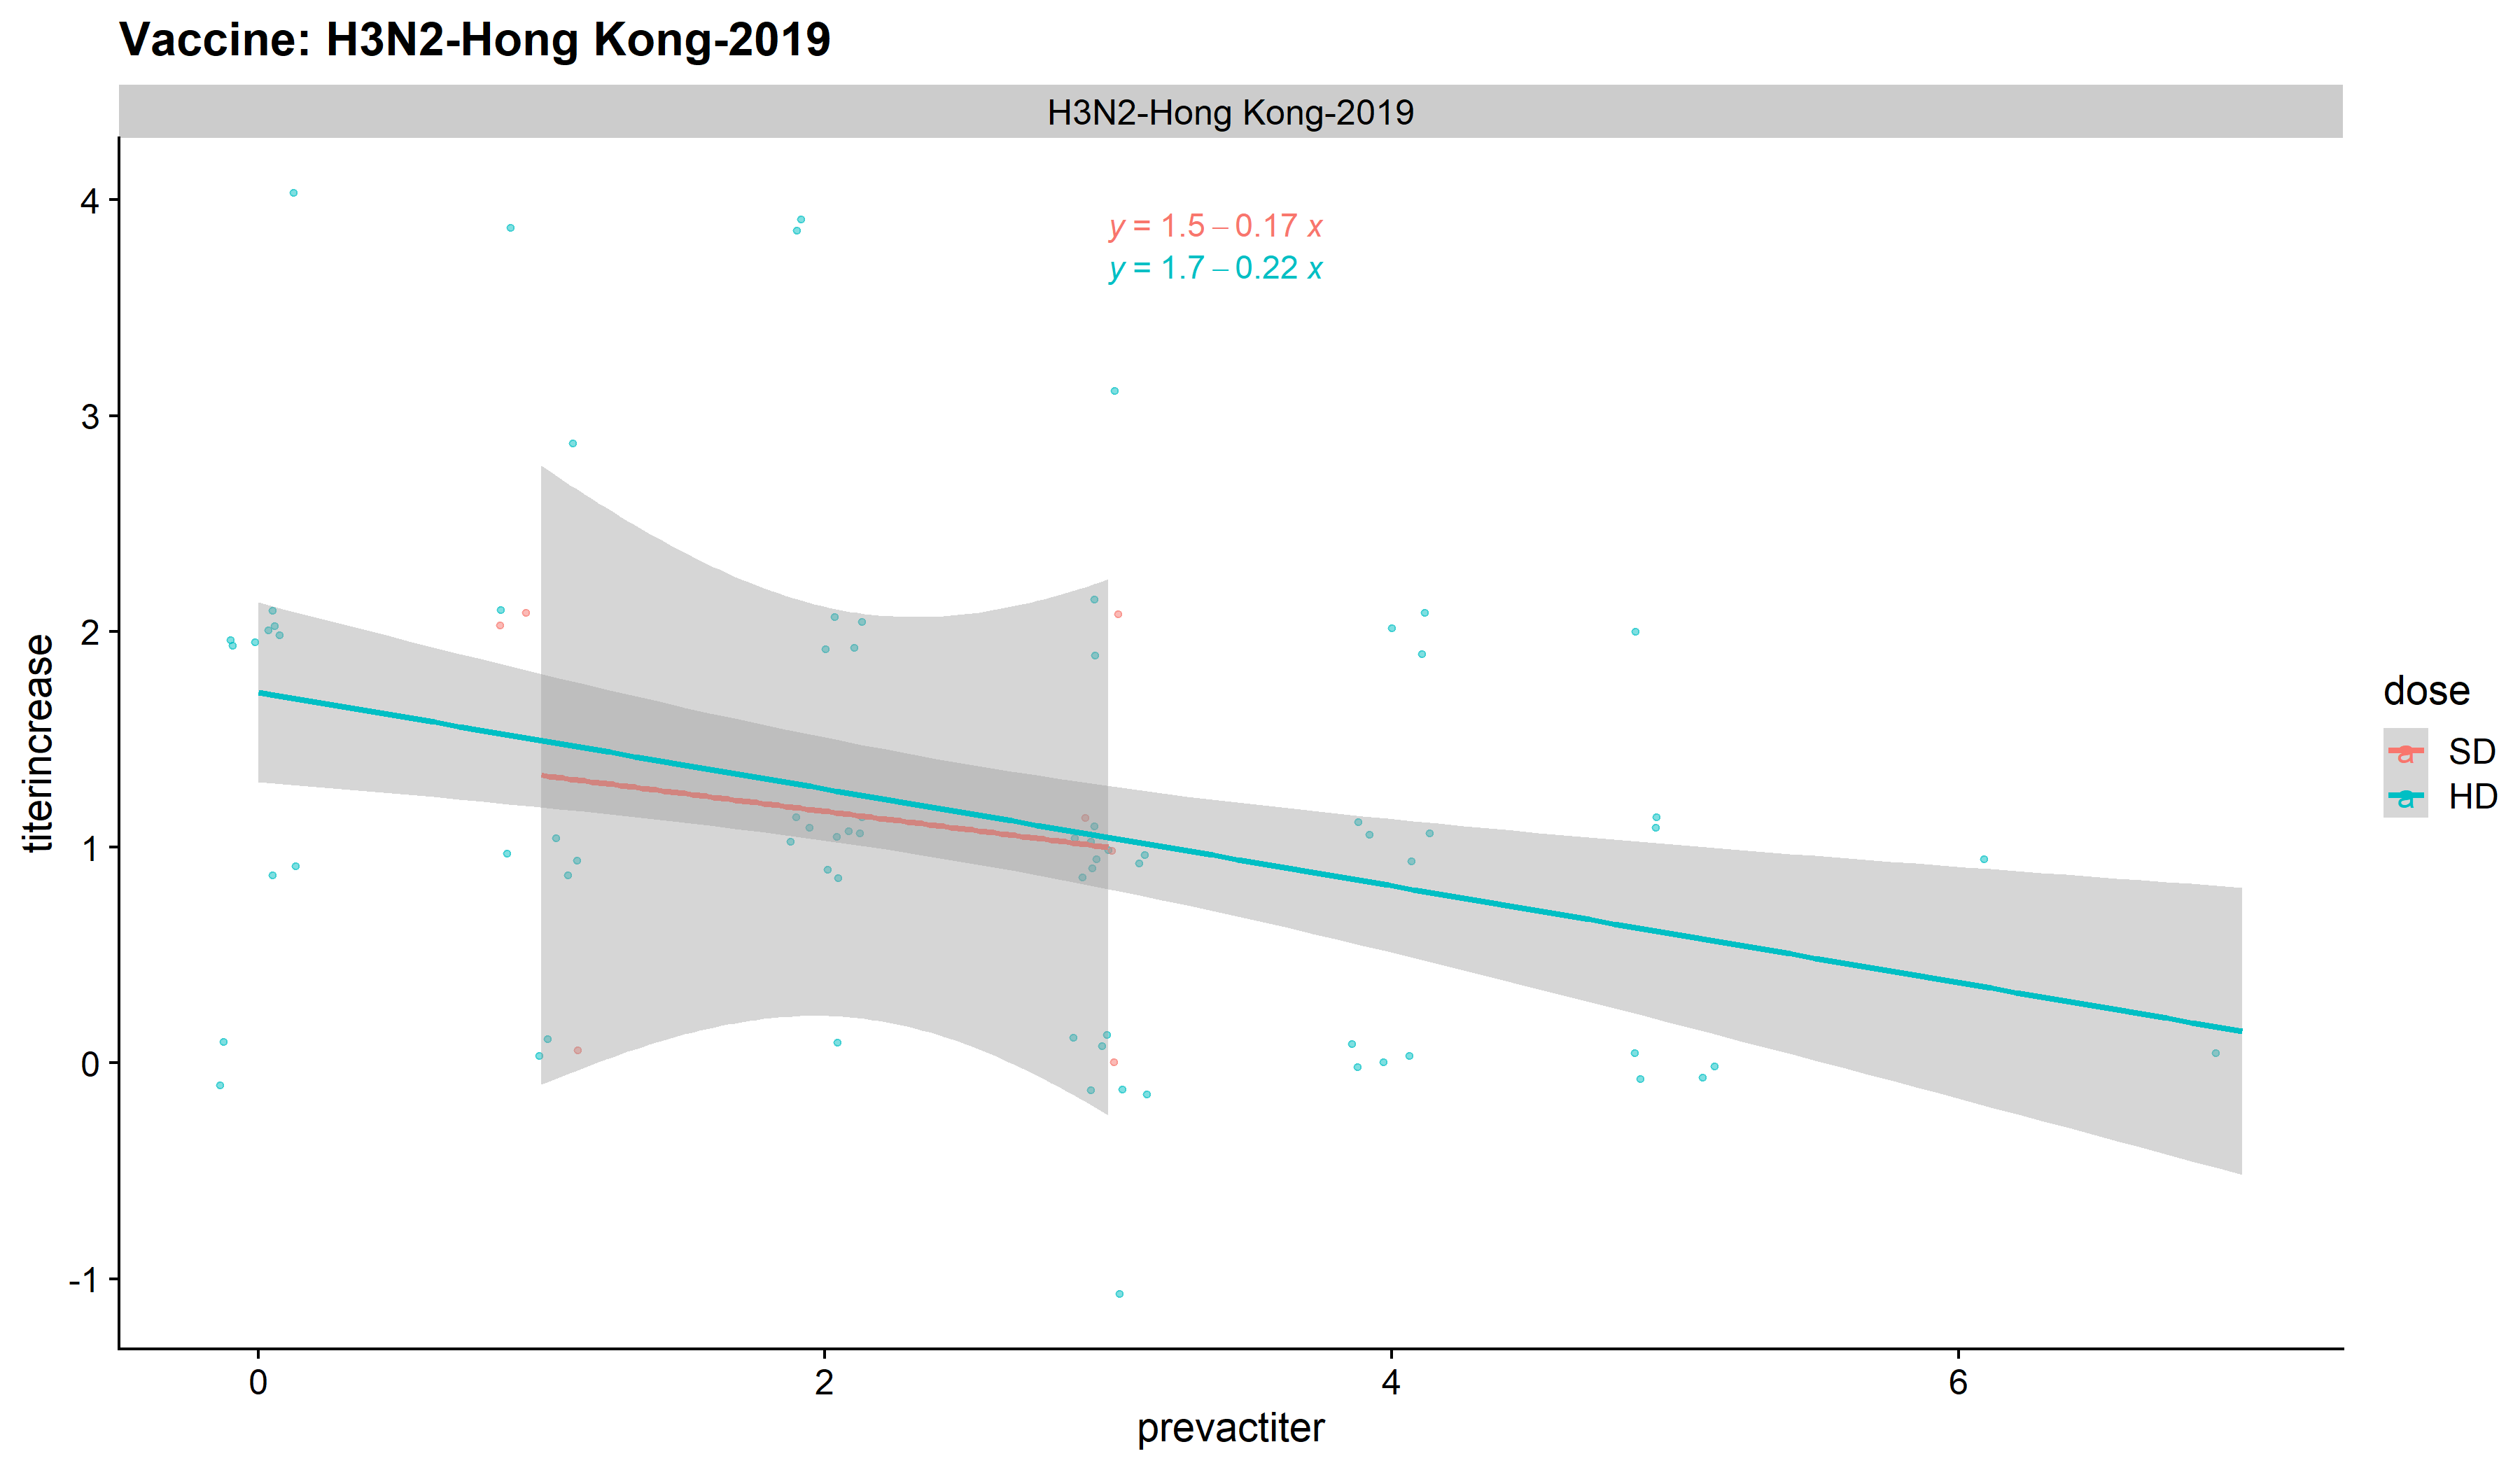 Vaccine: H3N2-Hong Kong-2019
H3N2-Hong Kong-2019
y = 1.5 – 0.17 x
y = 1.7 – 0.22 x
4
3
2
1
0
-1
titerincrease
0 2 4 6
prevactiter
dose
a SD
a HD